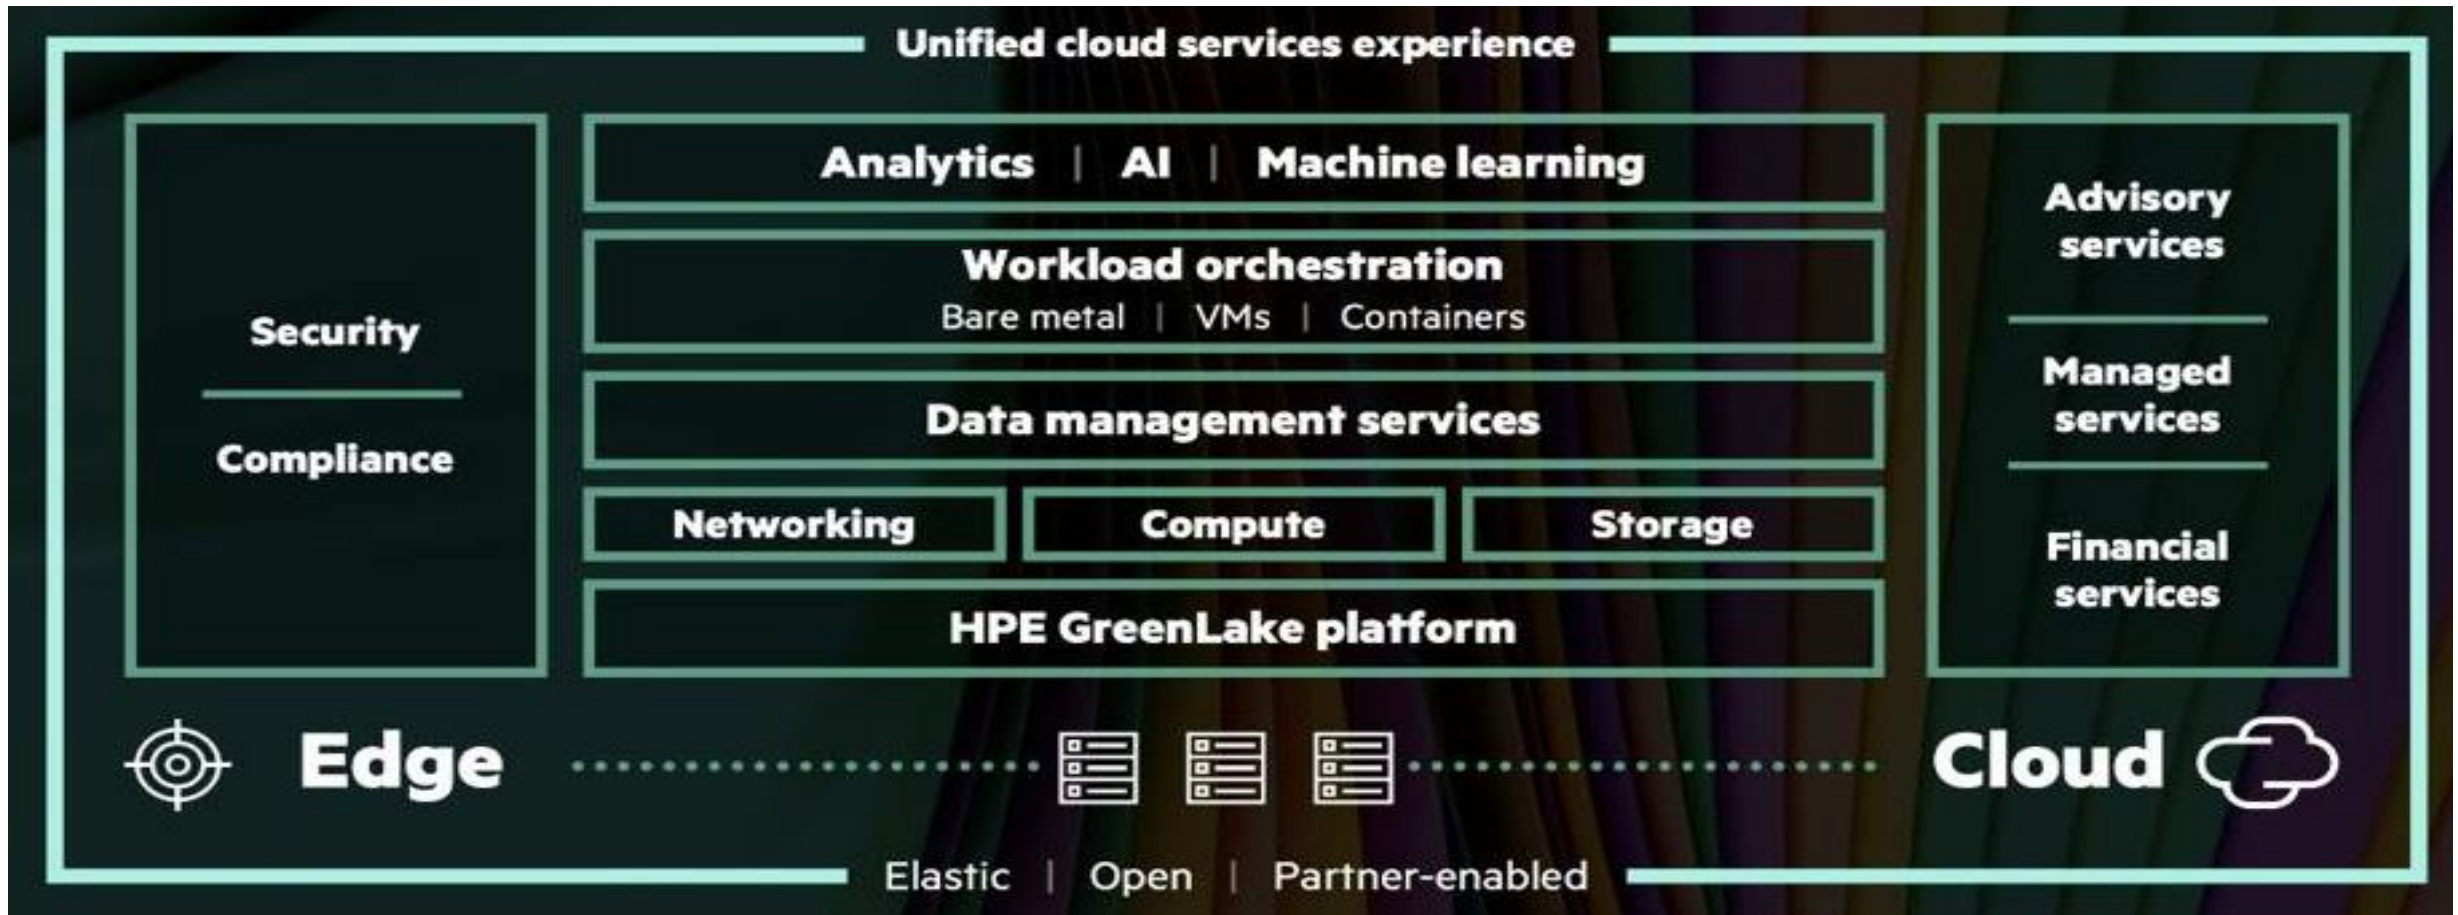 Unified cloud services experience
Security
Compliance
Analytics | AI | Machine learning
Workload orchestration
Bare metal | VMs | Containers
Data management services
Networking
Compute
Storage
HPE GreenLake platform
Advisory
services
Managed
services
Financial
services
Edge
Cloud
Elastic | Open | Partner-enabled